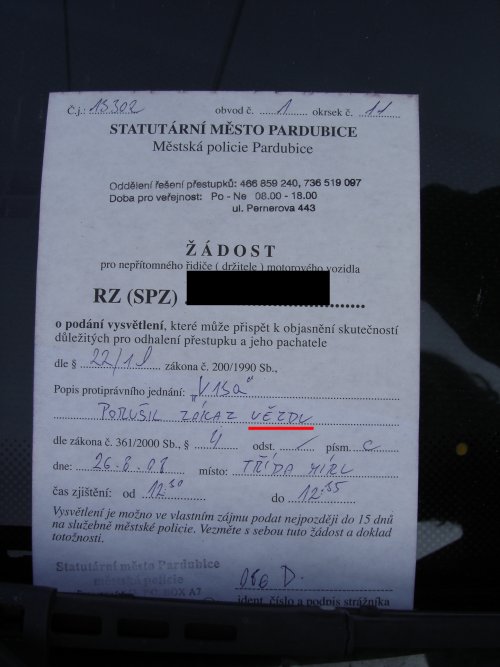 Č.j.: 15302 obvod č. 1 okrsek č. 11
STATUTÁRNÍ MĚSTO PARDUBICE
Městská policie Pardubice
Oddělení řešení přestupků: 466 859 240, 736 519 097
Doba pro veřejnost: Po - Ne 08.00 - 18.00
ul. Pernerova 443
ŽÁDOST
pro nepřítomného řidiče ( držitele ) motorového vozidla
RZ (SPZ)
o podání vysvětlení, které může přispět k objasnění skutečností
důležitých pro odhalení přestupku a jeho pachatele
dle § 22/1 zákona č. 200/1990 Sb.,
Popis protiprávního jednání:
PORUŠIL ZÁKAZ VĚZDU
dle zákona č. 361/2000 Sb., § 4 odst. / písm. c
dne: 26.8.08 místo: TŘÍDA MÍRU
čas zjištění: od 12:50 do 12:55
Vysvětlení je možno ve vlastním zájmu podat nejpozději do 15 dnů
na služebně městské policie. Vezměte s sebou tuto žádost a doklad
totožnosti.
Statutární město Pardubice
městská policie
P.O. BOX A7
ident. číslo a podpis strážníka